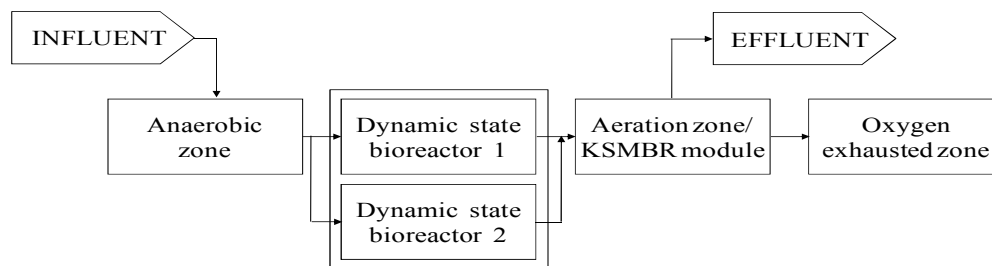 INFLUENT
EFFLUENT
Anaerobic
zone
Dynamic state
bioreactor 1
Dynamic state
bioreactor 2
Aeration zone/
KSMBR module
Oxygen
exhausted zone